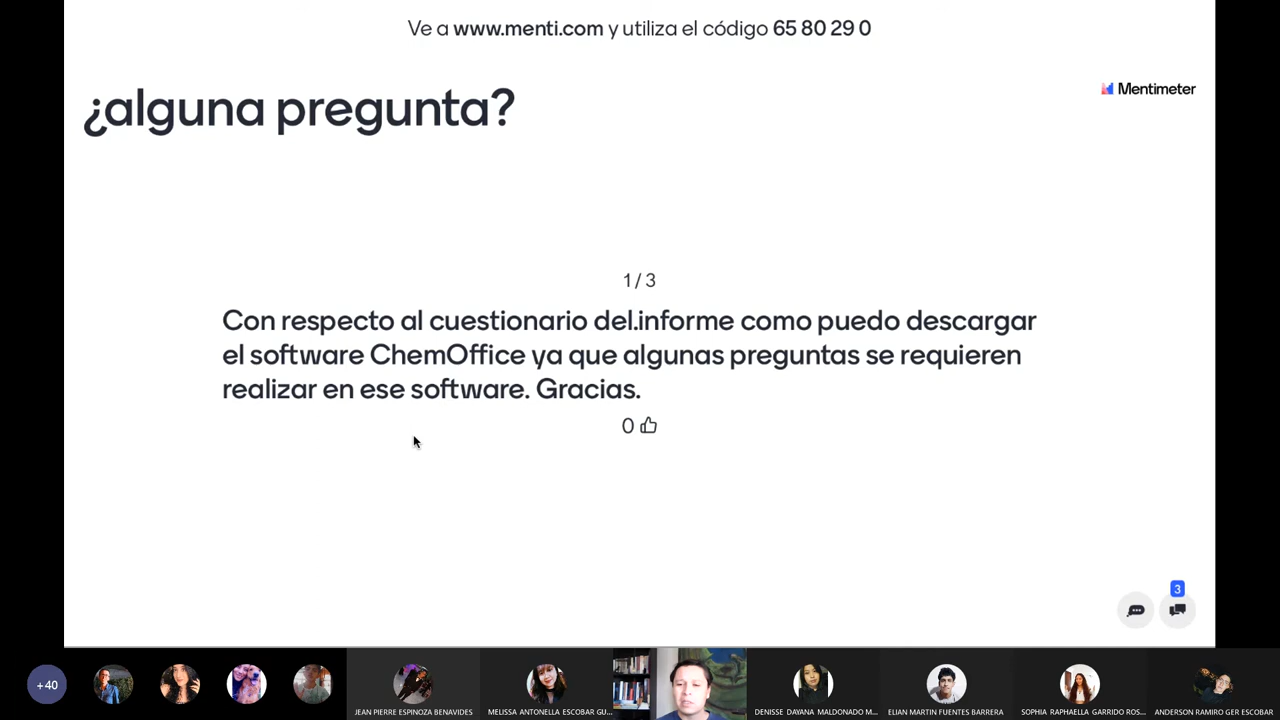 Ve a www.menti.com y utiliza el código 65 80 29 0
Mentimeter
¿alguna pregunta?
1 / 3
Con respecto al cuestionario del.informe como puedo descargar
el software ChemOffice ya que algunas preguntas se requieren
realizar en ese software. Gracias.
0
3
+40
JEAN PIERRE ESPINOZA BENAVIDES
MELISSA ANTONELLA ESCOBAR GU...
DENISSE DAYANA MALDONADO M...
ELIAN MARTIN FUENTES BARRERA
SOPHIA RAPHAELLA GARRIDO ROS...
ANDERSON RAMIRO GER ESCOBAR